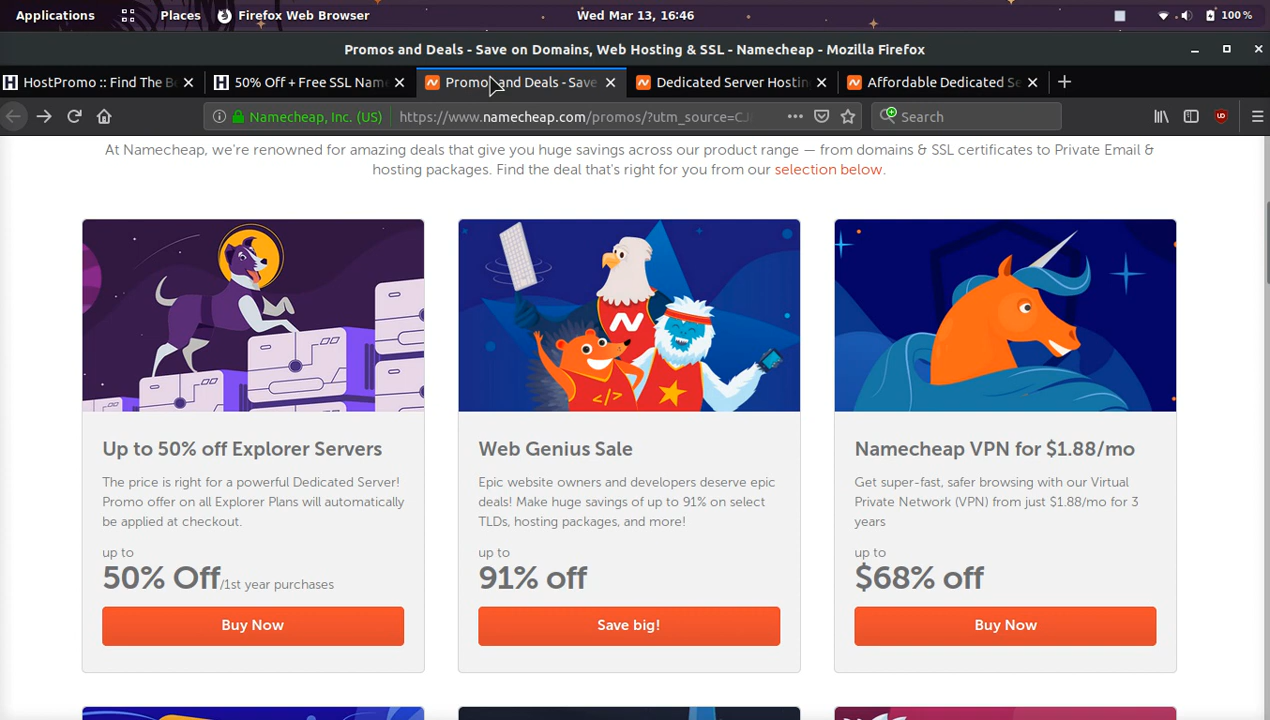 Applications Places Firefox Web Browser Wed Mar 13, 16:46 100 %
Promos and Deals - Save on Domains, Web Hosting & SSL - Namecheap - Mozilla Firefox
HostPromo :: Find The Be 50% Off + Free SSL Name Promos and Deals - Save Dedicated Server Hosting Affordable Dedicated Se
Namecheap, Inc. (US) https://www.namecheap.com/promos/?utm_source=CJ Search
At Namecheap, we're renowned for amazing deals that give you huge savings across our product range — from domains & SSL certificates to Private Email &
hosting packages. Find the deal that's right for you from our selection below.
Up to 50% off Explorer Servers
The price is right for a powerful Dedicated Server!
Promo offer on all Explorer Plans will automatically
be applied at checkout.
up to
50% Off/1st year purchases
Buy Now
</>
Web Genius Sale
Epic website owners and developers deserve epic
deals! Make huge savings of up to 91% on select
TLDs, hosting packages, and more!
up to
91% off
Save big!
Namecheap VPN for $1.88/mo
Get super-fast, safer browsing with our Virtual
Private Network (VPN) from just $1.88/mo for 3
years
up to
$68% off
Buy Now